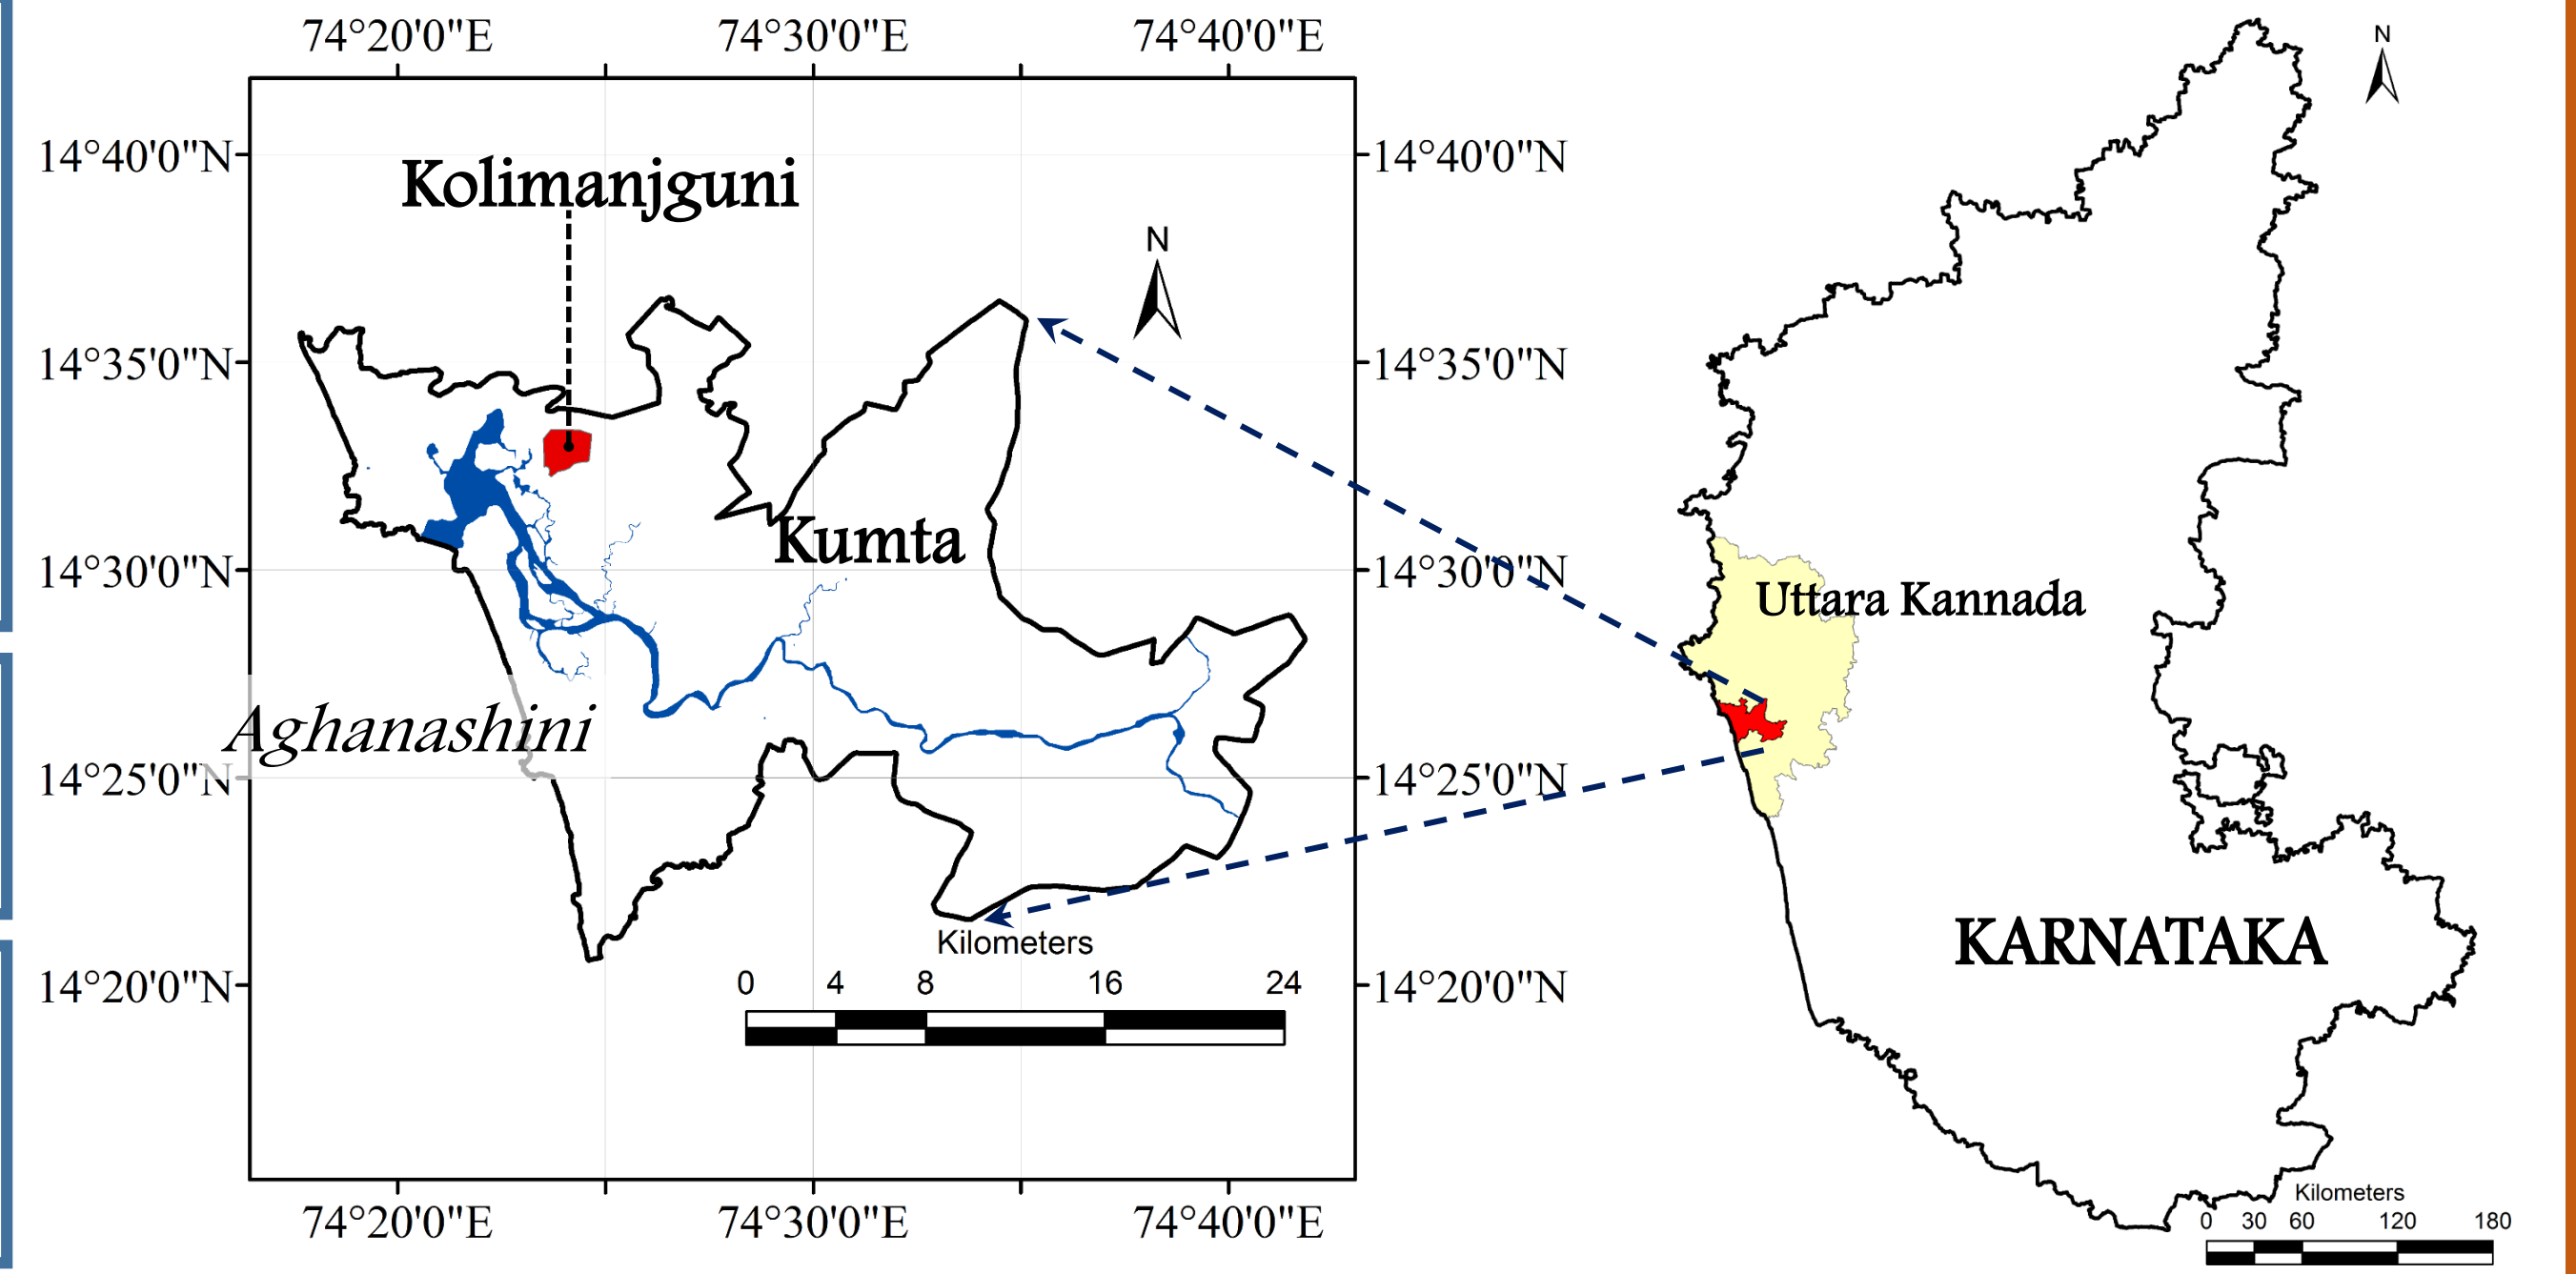 74°20'0"E 74°30'0"E 74°40'0"E
N
14°40'0"N 14°40'0"N
Kolimanjguni
N
14°35'0"N 14°35'0"N
Kumta
14°30'0"N 14°30'0"N
Uttara Kannada
Aghanashini
14°25'0"N 14°25'0"N
KARNATAKA
Kilometers
0 4 8 16 24
14°20'0"N 14°20'0"N
74°20'0"E 74°30'0"E 74°40'0"E
Kilometers
0 30 60 120 180